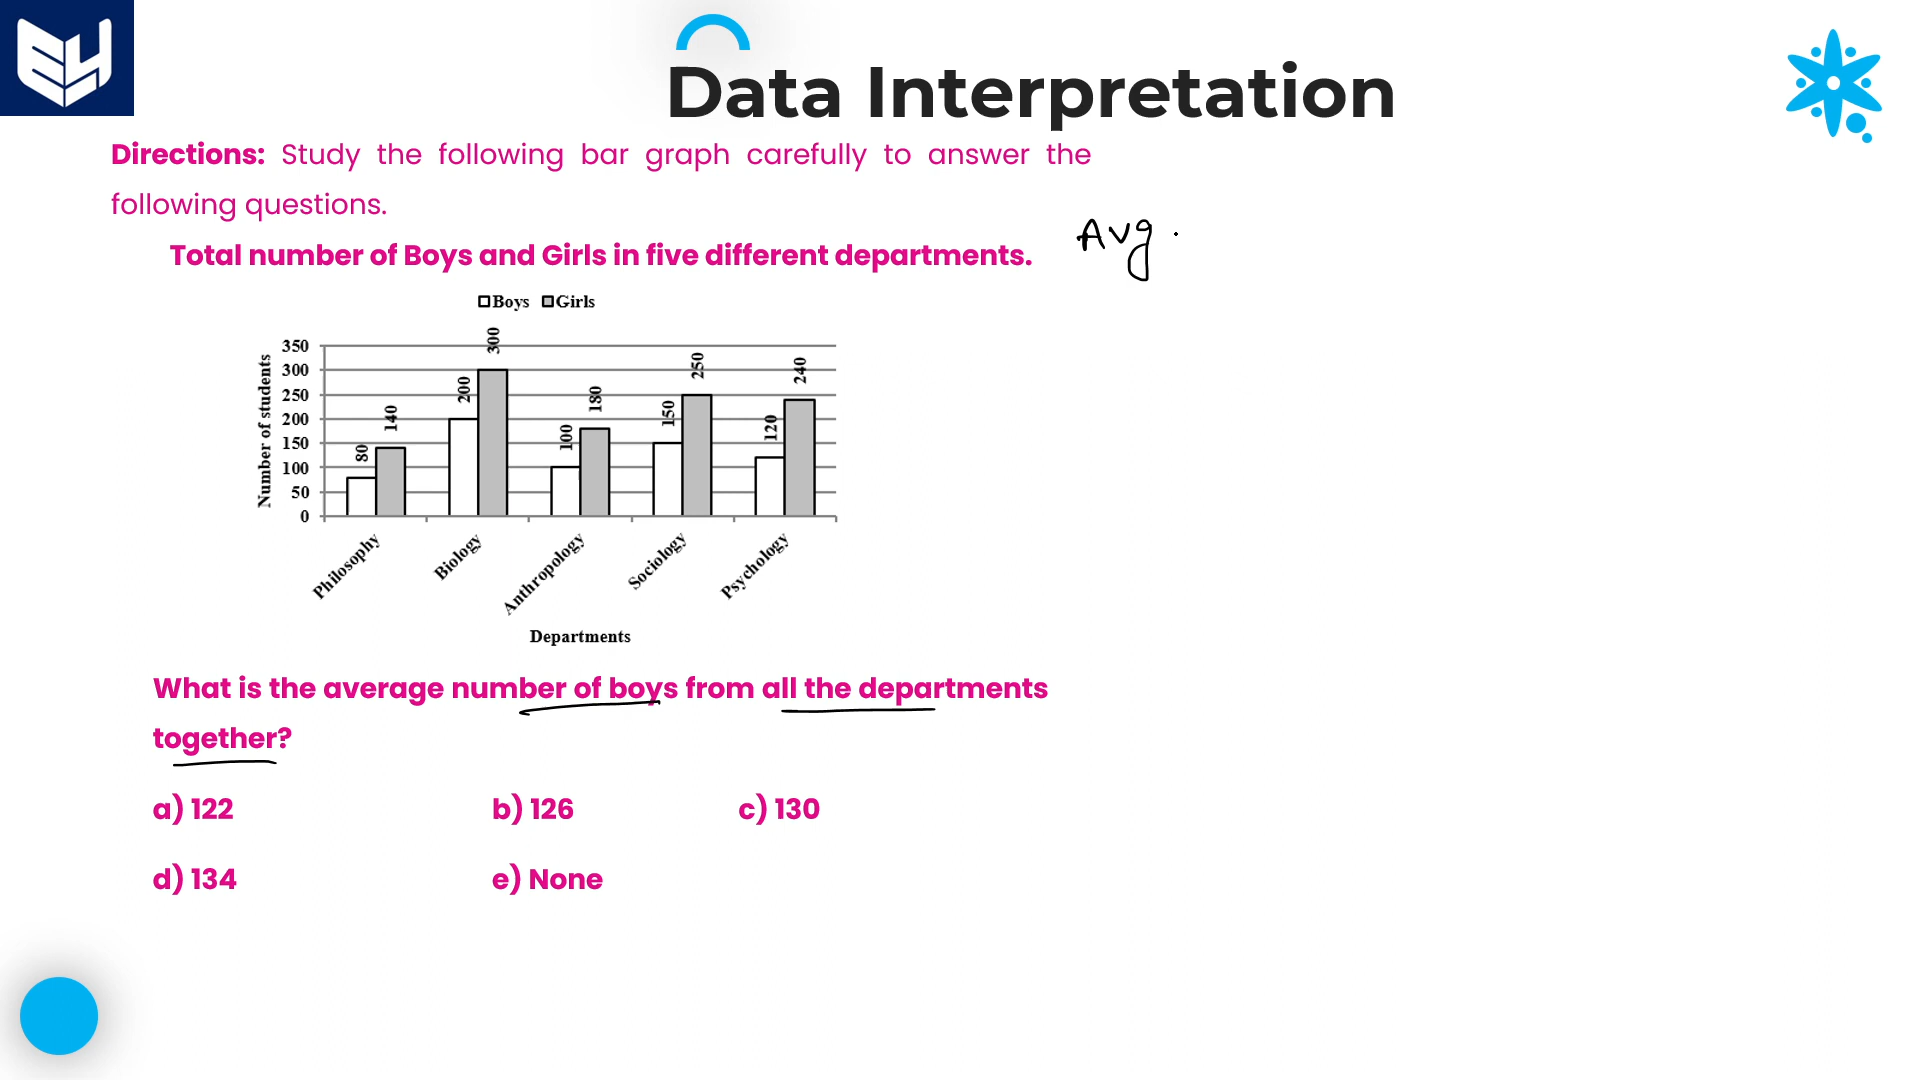 Data Interpretation
Directions: Study the following bar graph carefully to answer the
following questions.
Total number of Boys and Girls in five different departments.
Avg .
Boys Girls
Number of students
350
300
250
200
150
100
50
0
80 140 200 300 100 180 150 250 120 240
Philosophy Biology Anthropology Sociology Psychology
Departments
What is the average number of boys from all the departments
together?
a) 122 b) 126 c) 130
d) 134 e) None